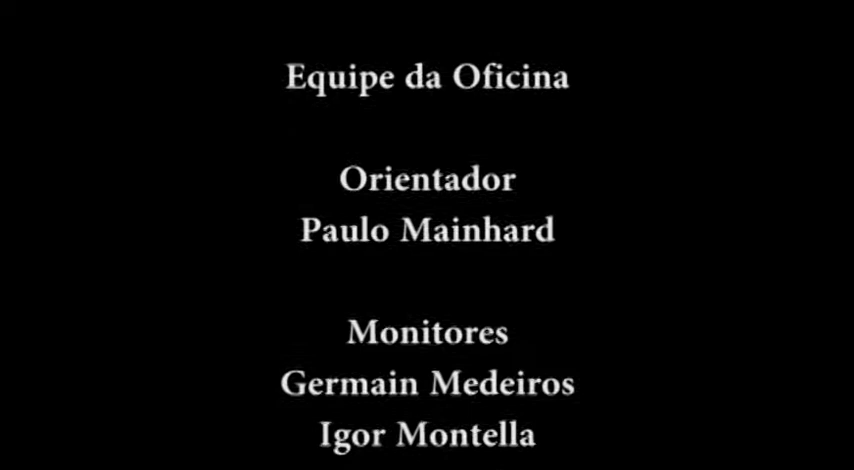 Equipe da Oficina
Orientador
Paulo Mainhard
Monitores
Germain Medeiros
Igor Montella